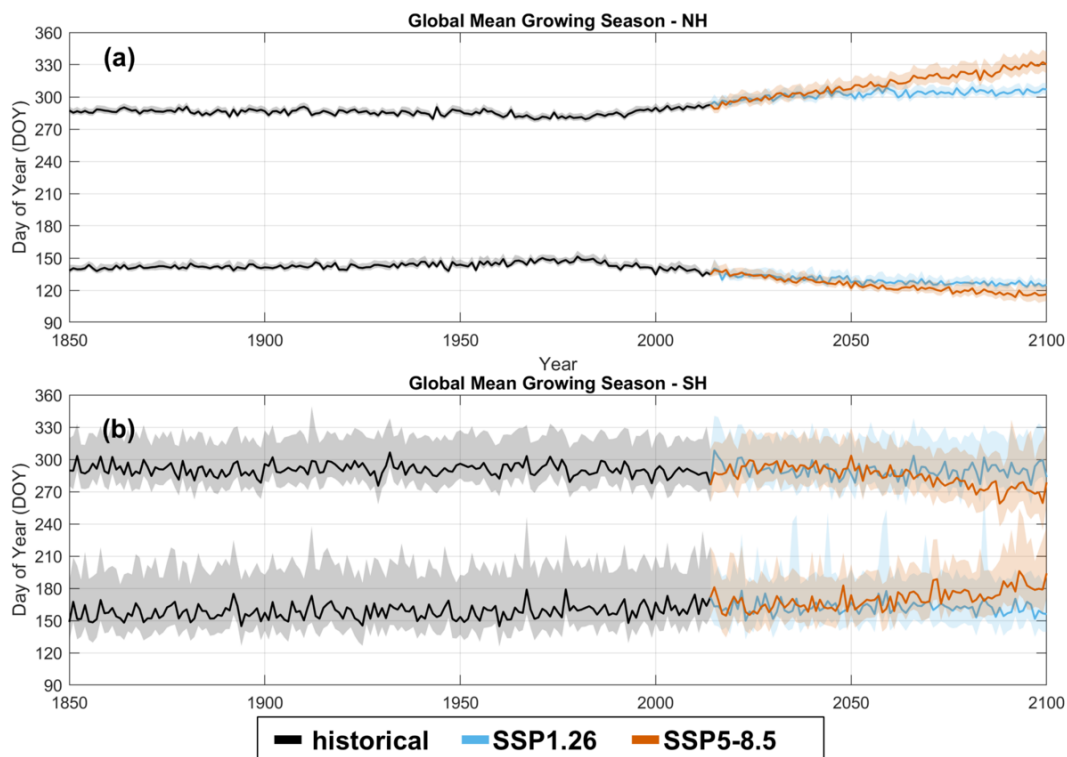 Global Mean Growing Season - NH
(a)
Day of Year (DOY)
360
330
300
270
240
210
180
150
120
90
1850 1900 1950 2000 2050 2100
Year
Global Mean Growing Season - SH
(b)
Day of Year (DOY)
360
330
300
270
240
210
180
150
120
90
1850 1900 1950 2000 2050 2100
historical SSP1.26 SSP5-8.5